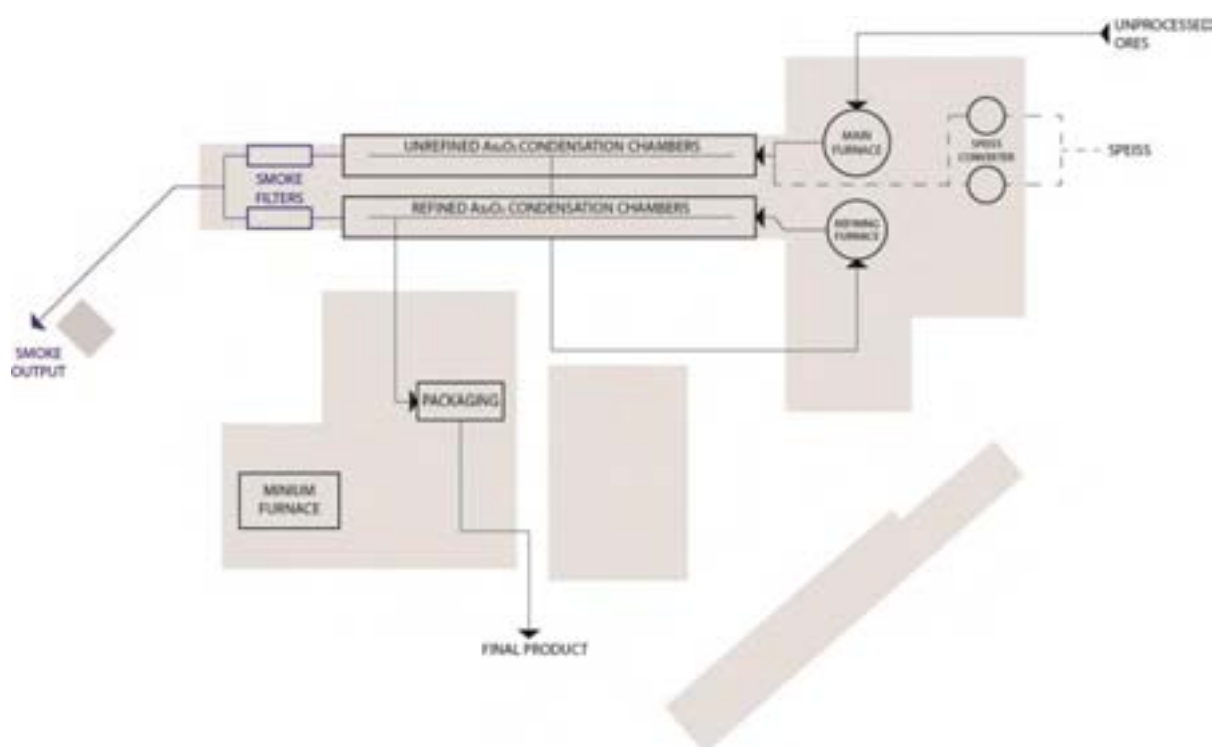 UNPROCESSED
ORES
MAIN
FURNACE
SPEISS
CONVERTER
SPEISS
UNREFINED As₂O₃ CONDENSATION CHAMBERS
SMOKE
FILTERS
REFINED As₂O₃ CONDENSATION CHAMBERS
REFINING
FURNACE
SMOKE
OUTPUT
PACKAGING
MINIUM
FURNACE
FINAL PRODUCT